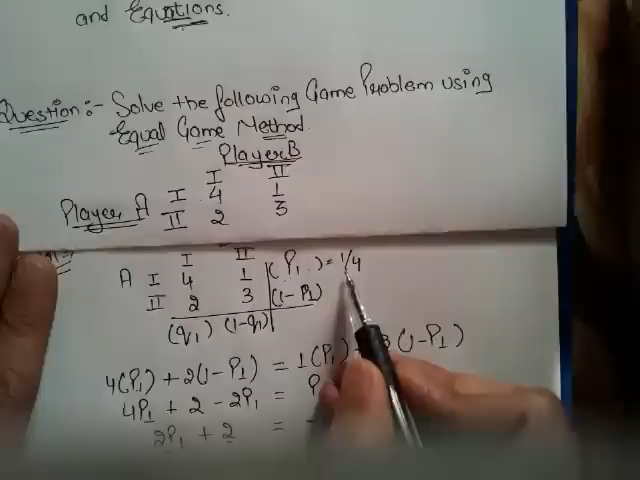 and Equations.
Question:- Solve the following Game Problem using
Equal Game Method.
Player B
I II
Player A I 4 1
II 2 3
I II
A I 4 1 (P1) = 1/4
II 2 3 (1-P1)
(q1) (1-q1)
4(P1) + 2(1-P1) = 1(P1) + 3(1-P1)
4P1 + 2 - 2P1 = P
2P1 + 2 = -